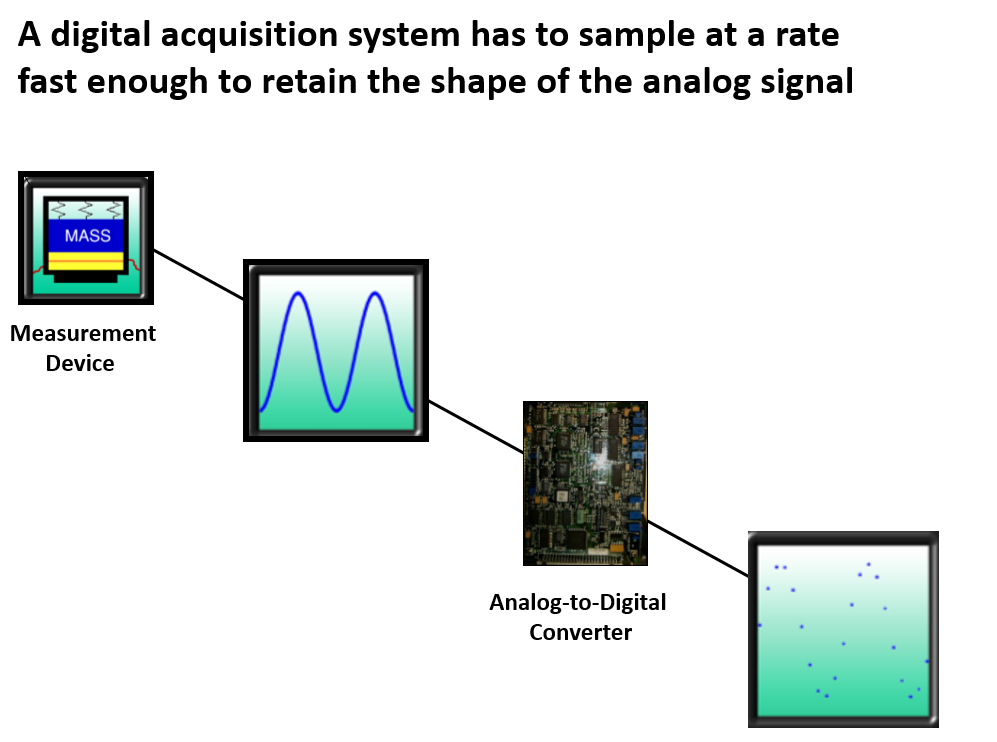 A digital acquisition system has to sample at a rate
fast enough to retain the shape of the analog signal
MASS
Measurement
Device
Analog-to-Digital
Converter